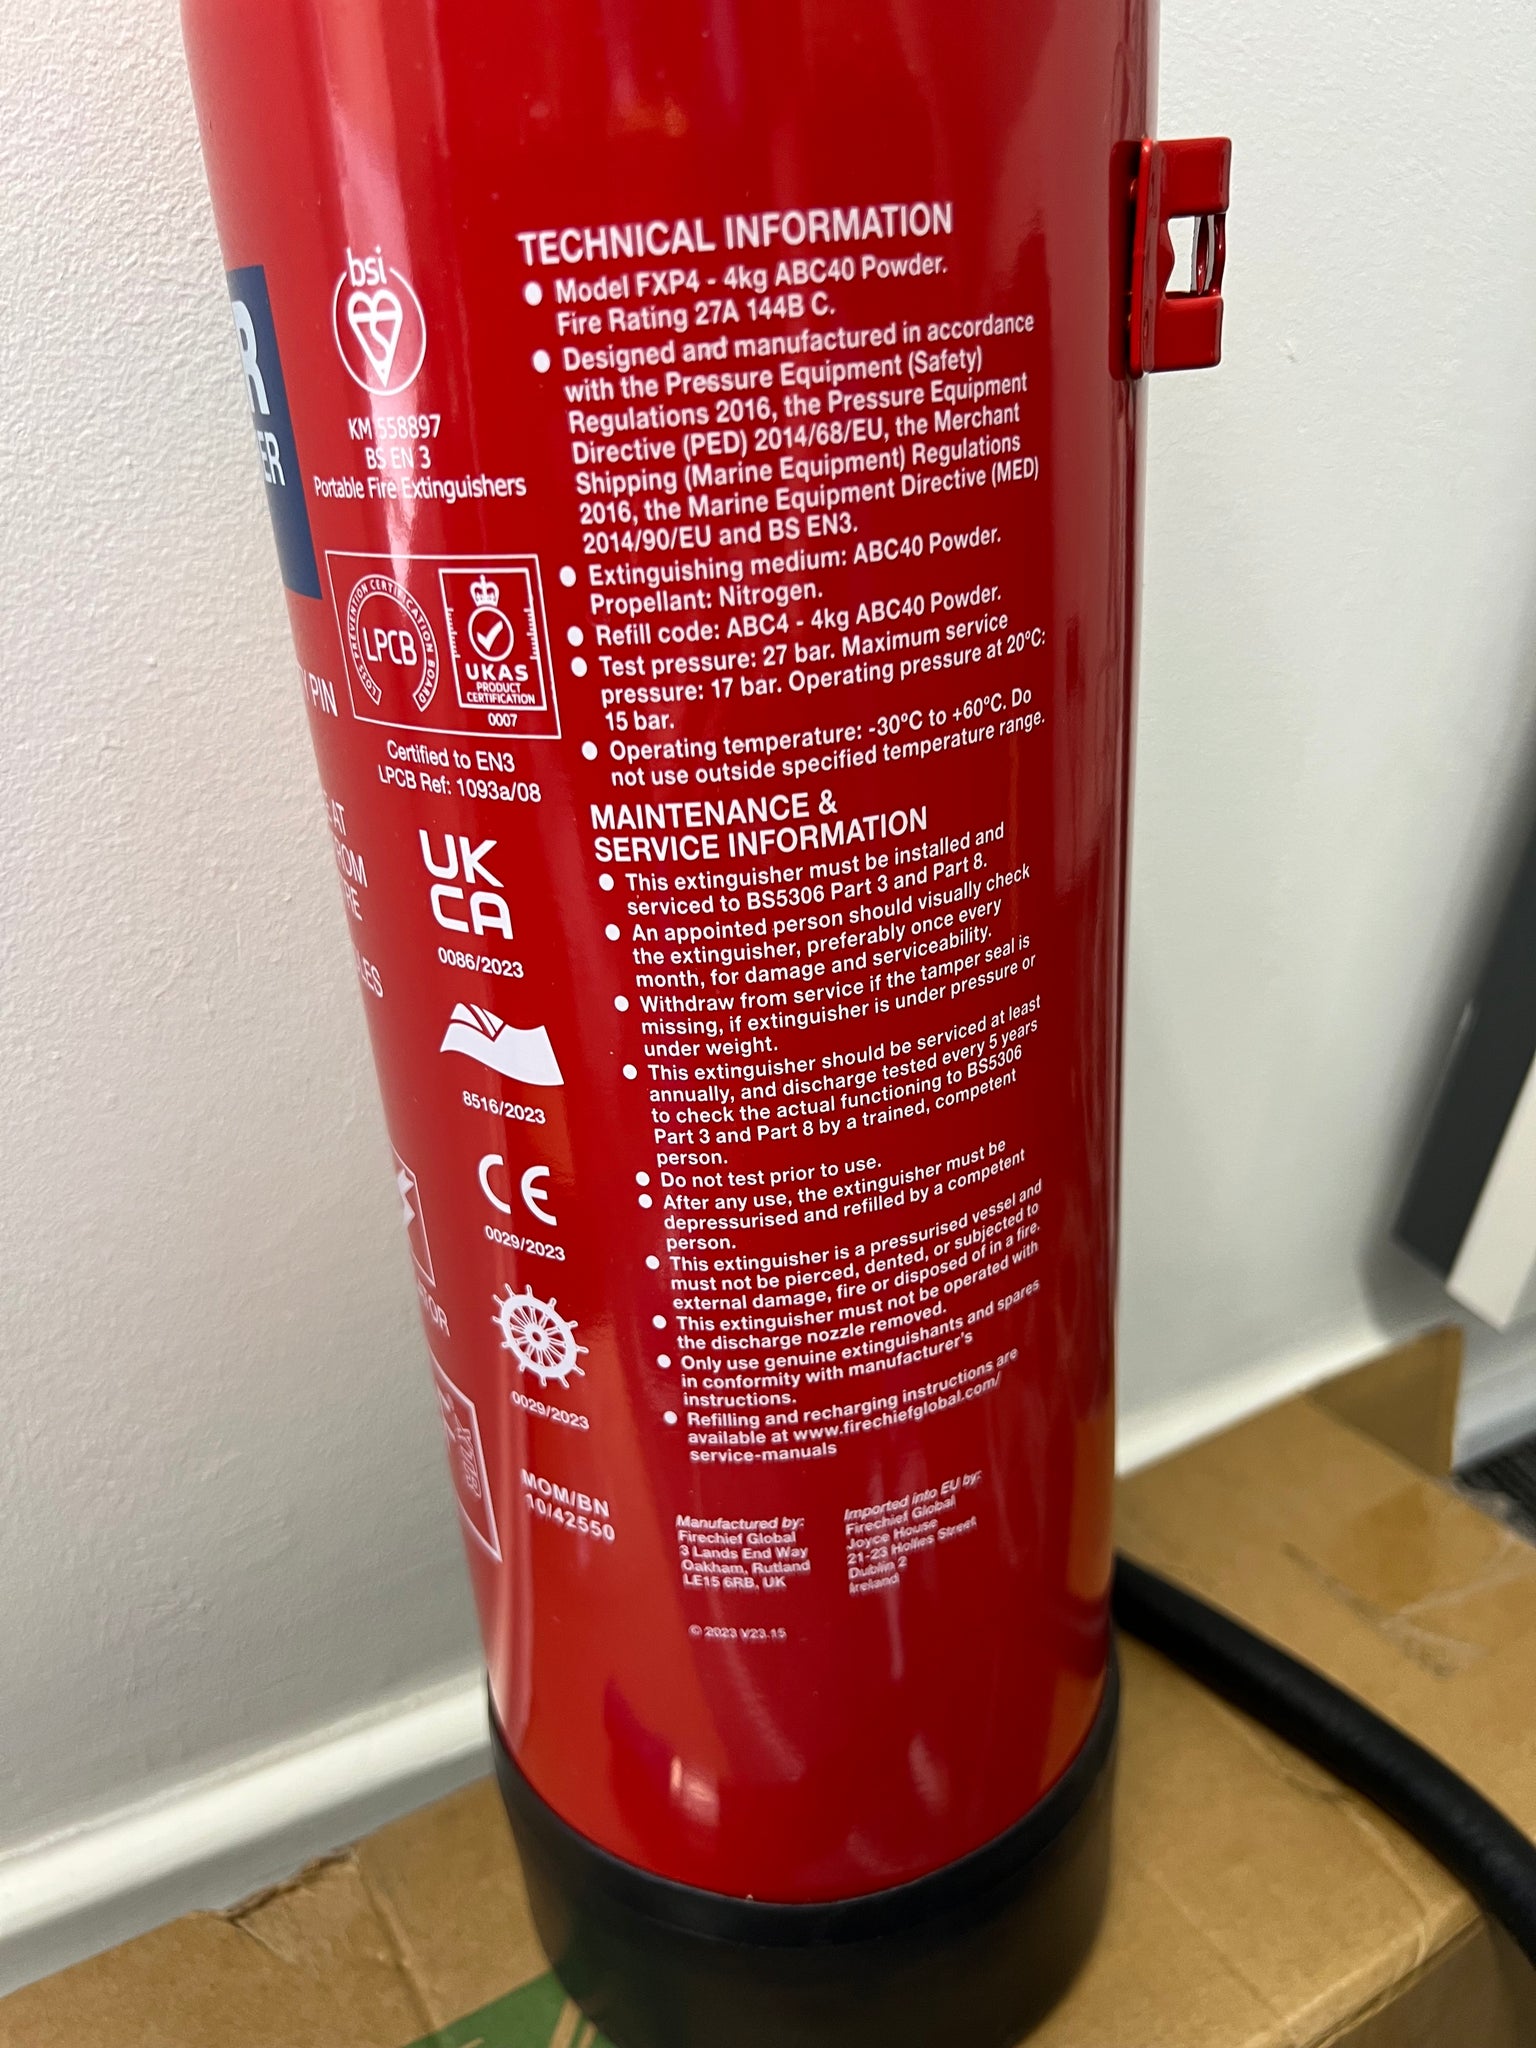 bsi
KM 558897
BS EN 3
Portable Fire Extinguishers
LOSS PREVENTION CERTIFICATION BOARD
LPCB
UKAS
PRODUCT
CERTIFICATION
0007
Certified to EN3
LPCB Ref: 1093a/08
UK
CA
0086/2023
8516/2023
CE
0029/2023
0029/2023
MOM/BN
10/42550
R
ER
PIN
AT
ROM
RE
LES
TOR
TECHNICAL INFORMATION
● Model FXP4 - 4kg ABC40 Powder.
Fire Rating 27A 144B C.
● Designed and manufactured in accordance
with the Pressure Equipment (Safety)
Regulations 2016, the Pressure Equipment
Directive (PED) 2014/68/EU, the Merchant
Shipping (Marine Equipment) Regulations
2016, the Marine Equipment Directive (MED)
2014/90/EU and BS EN3.
● Extinguishing medium: ABC40 Powder.
Propellant: Nitrogen.
● Refill code: ABC4 - 4kg ABC40 Powder.
● Test pressure: 27 bar. Maximum service
pressure: 17 bar. Operating pressure at 20ºC:
15 bar.
● Operating temperature: -30ºC to +60ºC. Do
not use outside specified temperature range.
MAINTENANCE &
SERVICE INFORMATION
● This extinguisher must be installed and
serviced to BS5306 Part 3 and Part 8.
● An appointed person should visually check
the extinguisher, preferably once every
month, for damage and serviceability.
● Withdraw from service if the tamper seal is
missing, if extinguisher is under pressure or
under weight.
● This extinguisher should be serviced at least
annually, and discharge tested every 5 years
to check the actual functioning to BS5306
Part 3 and Part 8 by a trained, competent
person.
● Do not test prior to use.
● After any use, the extinguisher must be
depressurised and refilled by a competent
person.
● This extinguisher is a pressurised vessel and
must not be pierced, dented, or subjected to
external damage, fire or disposed of in a fire.
● This extinguisher must not be operated with
the discharge nozzle removed.
● Only use genuine extinguishants and spares
in conformity with manufacturer's
instructions.
● Refilling and recharging instructions are
available at www.firechiefglobal.com/
service-manuals
Manufactured by:
Firechief Global
3 Lands End Way
Oakham, Rutland
LE15 6RB, UK
Imported into EU by:
Firechief Global
Joyce House
21-23 Holles Street
Dublin 2
Ireland
© 2023 V23.15